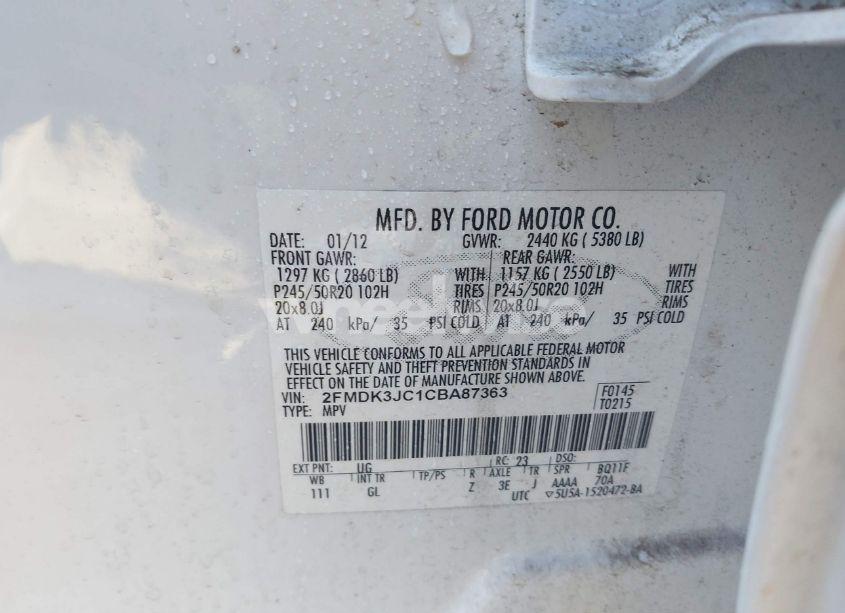 MFD. BY FORD MOTOR CO.
DATE: 01/12 GVWR: 2440 KG ( 5380 LB)
FRONT GAWR: REAR GAWR:
1297 KG ( 2860 LB) WITH 1157 KG ( 2550 LB) WITH
P245/50R20 102H TIRES P245/50R20 102H TIRES
20x8.0J RIMS 20x8.0J RIMS
AT 240 kPa/ 35 PSI COLD AT 240 kPa/ 35 PSI COLD
THIS VEHICLE CONFORMS TO ALL APPLICABLE FEDERAL MOTOR
VEHICLE SAFETY AND THEFT PREVENTION STANDARDS IN
EFFECT ON THE DATE OF MANUFACTURE SHOWN ABOVE.
VIN: 2FMDK3JC1CBA87363 F0145
TYPE: MPV T0215
EXT PNT: UG RC: 23 DSO:
WB INT TR TP/PS R AXLE TR SPR BQ11F
111 GL Z 3E J AAAA 70A
UTC ▽5U5A-1520472-BA